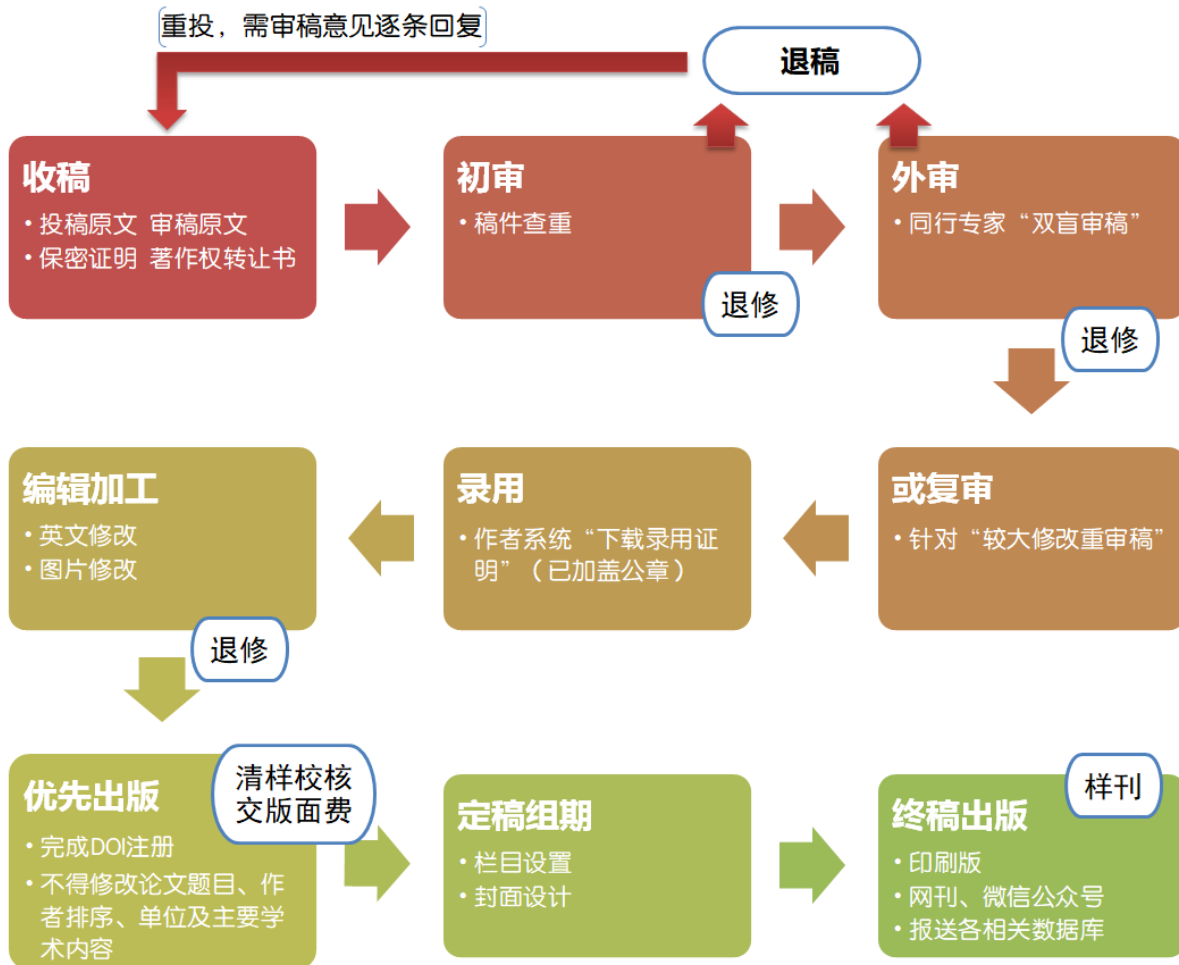 重投，需审稿意见逐条回复
退稿
收稿
• 投稿原文 审稿原文
• 保密证明 著作权转让书
初审
• 稿件查重
退修
外审
• 同行专家“双盲审稿”
退修
或复审
• 针对“较大修改重审稿”
录用
• 作者系统“下载录用证
明”（已加盖公章）
编辑加工
• 英文修改
• 图片修改
退修
优先出版
清样校核
交版面费
• 完成DOI注册
• 不得修改论文题目、作
者排序、单位及主要学
术内容
定稿组期
• 栏目设置
• 封面设计
终稿出版
样刊
• 印刷版
• 网刊、微信公众号
• 报送各相关数据库